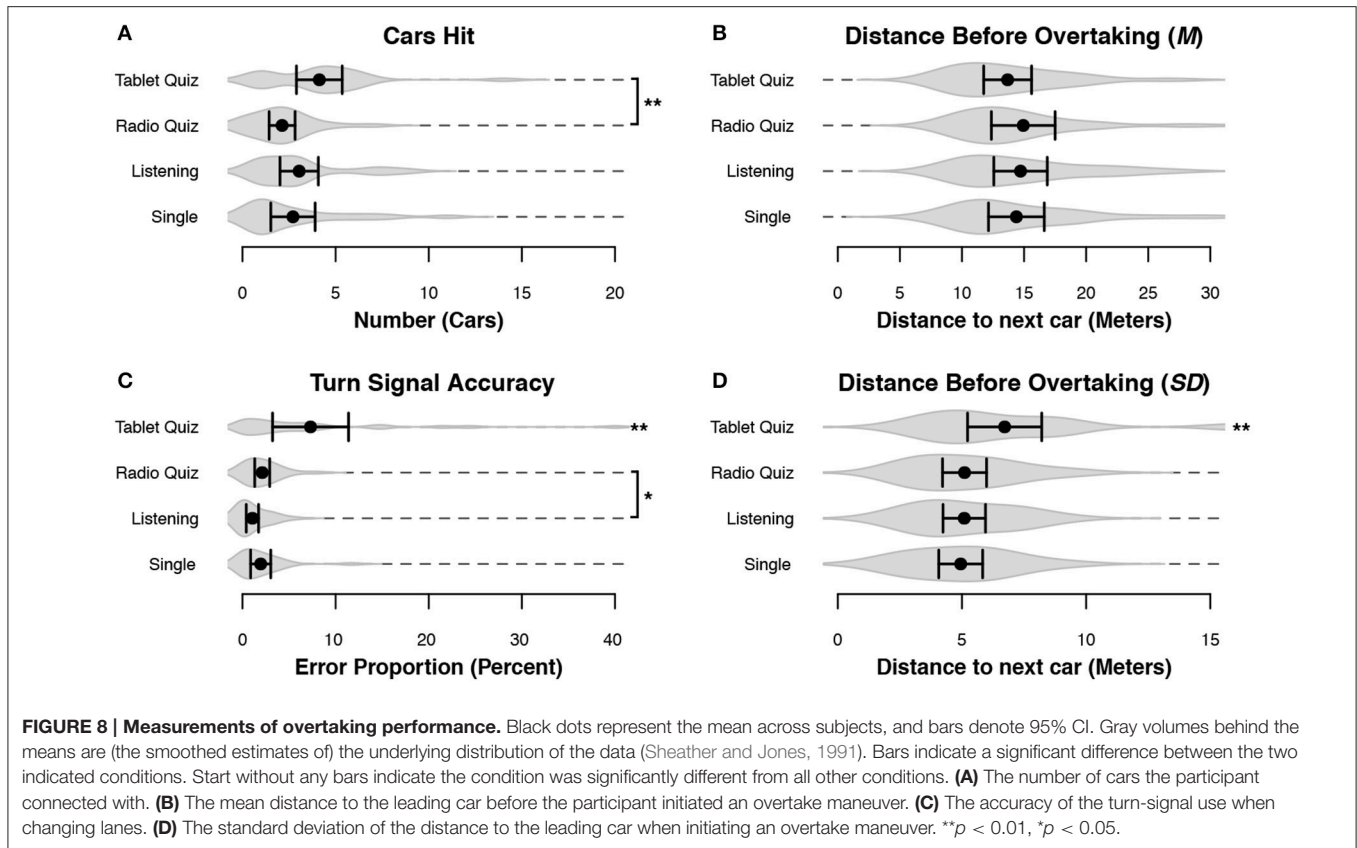 A
Cars Hit
Tablet Quiz
Radio Quiz
Listening
Single
**
0 5 10 15 20
Number (Cars)
B
Distance Before Overtaking (M)
Tablet Quiz
Radio Quiz
Listening
Single
0 5 10 15 20 25 30
Distance to next car (Meters)
C
Turn Signal Accuracy
Tablet Quiz
Radio Quiz
Listening
Single
**
*
0 10 20 30 40
Error Proportion (Percent)
D
Distance Before Overtaking (SD)
Tablet Quiz
Radio Quiz
Listening
Single
**
0 5 10 15
Distance to next car (Meters)
FIGURE 8 | Measurements of overtaking performance. Black dots represent the mean across subjects, and bars denote 95% CI. Gray volumes behind the
means are (the smoothed estimates of) the underlying distribution of the data (Sheather and Jones, 1991). Bars indicate a significant difference between the two
indicated conditions. Start without any bars indicate the condition was significantly different from all other conditions. (A) The number of cars the participant
connected with. (B) The mean distance to the leading car before the participant initiated an overtake maneuver. (C) The accuracy of the turn-signal use when
changing lanes. (D) The standard deviation of the distance to the leading car when initiating an overtake maneuver. **p < 0.01, *p < 0.05.